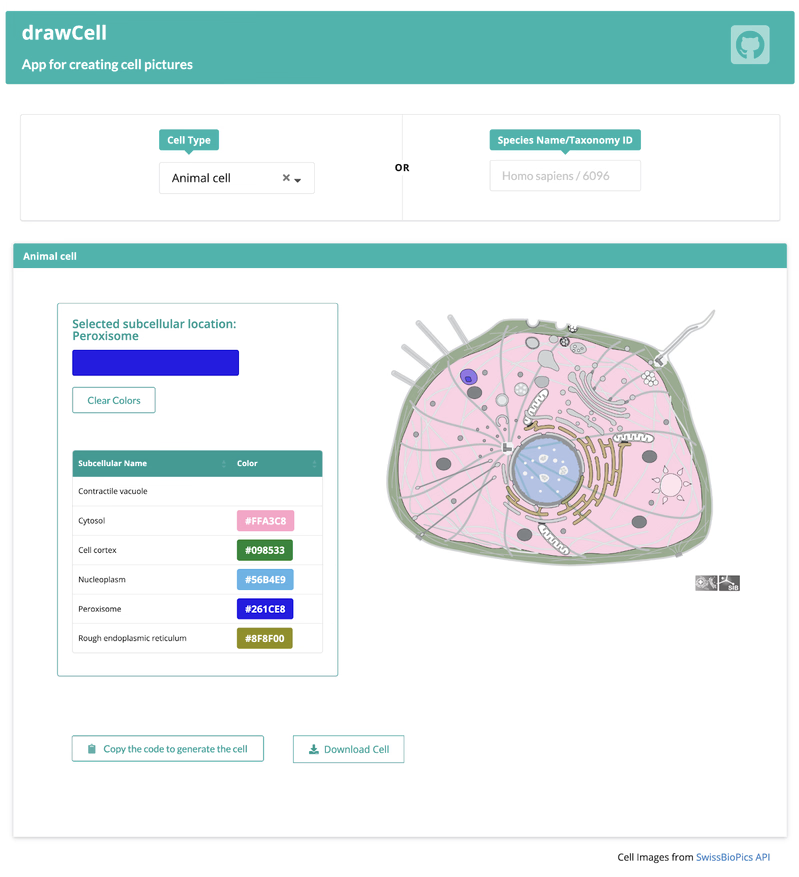 drawCell
App for creating cell pictures
Cell Type
Species Name/Taxonomy ID
Animal cell
OR
Homo sapiens / 6096
Animal cell
Selected subcellular location:
Peroxisome
Clear Colors
Subcellular Name Color
Contractile vacuole
Cytosol #FFA3C8
Cell cortex #098533
Nucleoplasm #56B4E9
Peroxisome #261CE8
Rough endoplasmic reticulum #8F8F00
SIB
Copy the code to generate the cell
Download Cell
Cell Images from SwissBioPics API